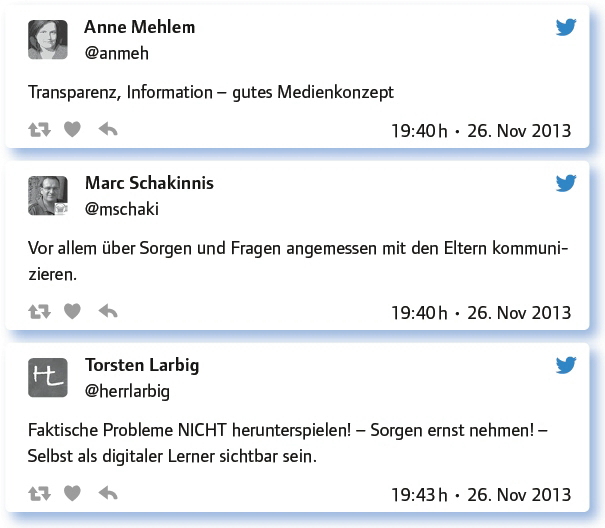 Anne Mehlem
@anmeh
Transparenz, Information – gutes Medienkonzept
19:40 h · 26. Nov 2013
Marc Schakinnis
@mschaki
Vor allem über Sorgen und Fragen angemessen mit den Eltern kommuni-
zieren.
19:40 h · 26. Nov 2013
HL
Torsten Larbig
@herrlarbig
Faktische Probleme NICHT herunterspielen! – Sorgen ernst nehmen! –
Selbst als digitaler Lerner sichtbar sein.
19:43 h · 26. Nov 2013